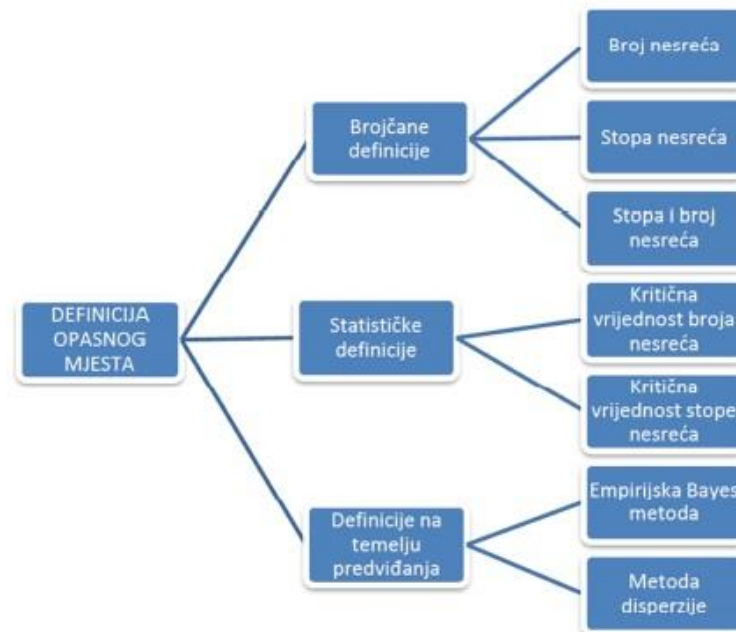 DEFINICIJA
OPASNOG
MJESTA
Brojčane
definicije
Broj nesreća
Stopa nesreća
Stopa i broj
nesreća
Statističke
definicije
Kritična
vrijednost broja
nesreća
Kritična
vrijednost stope
nesreća
Definicije na
temelju
predviđanja
Empirijska Bayes
metoda
Metoda
disperzije